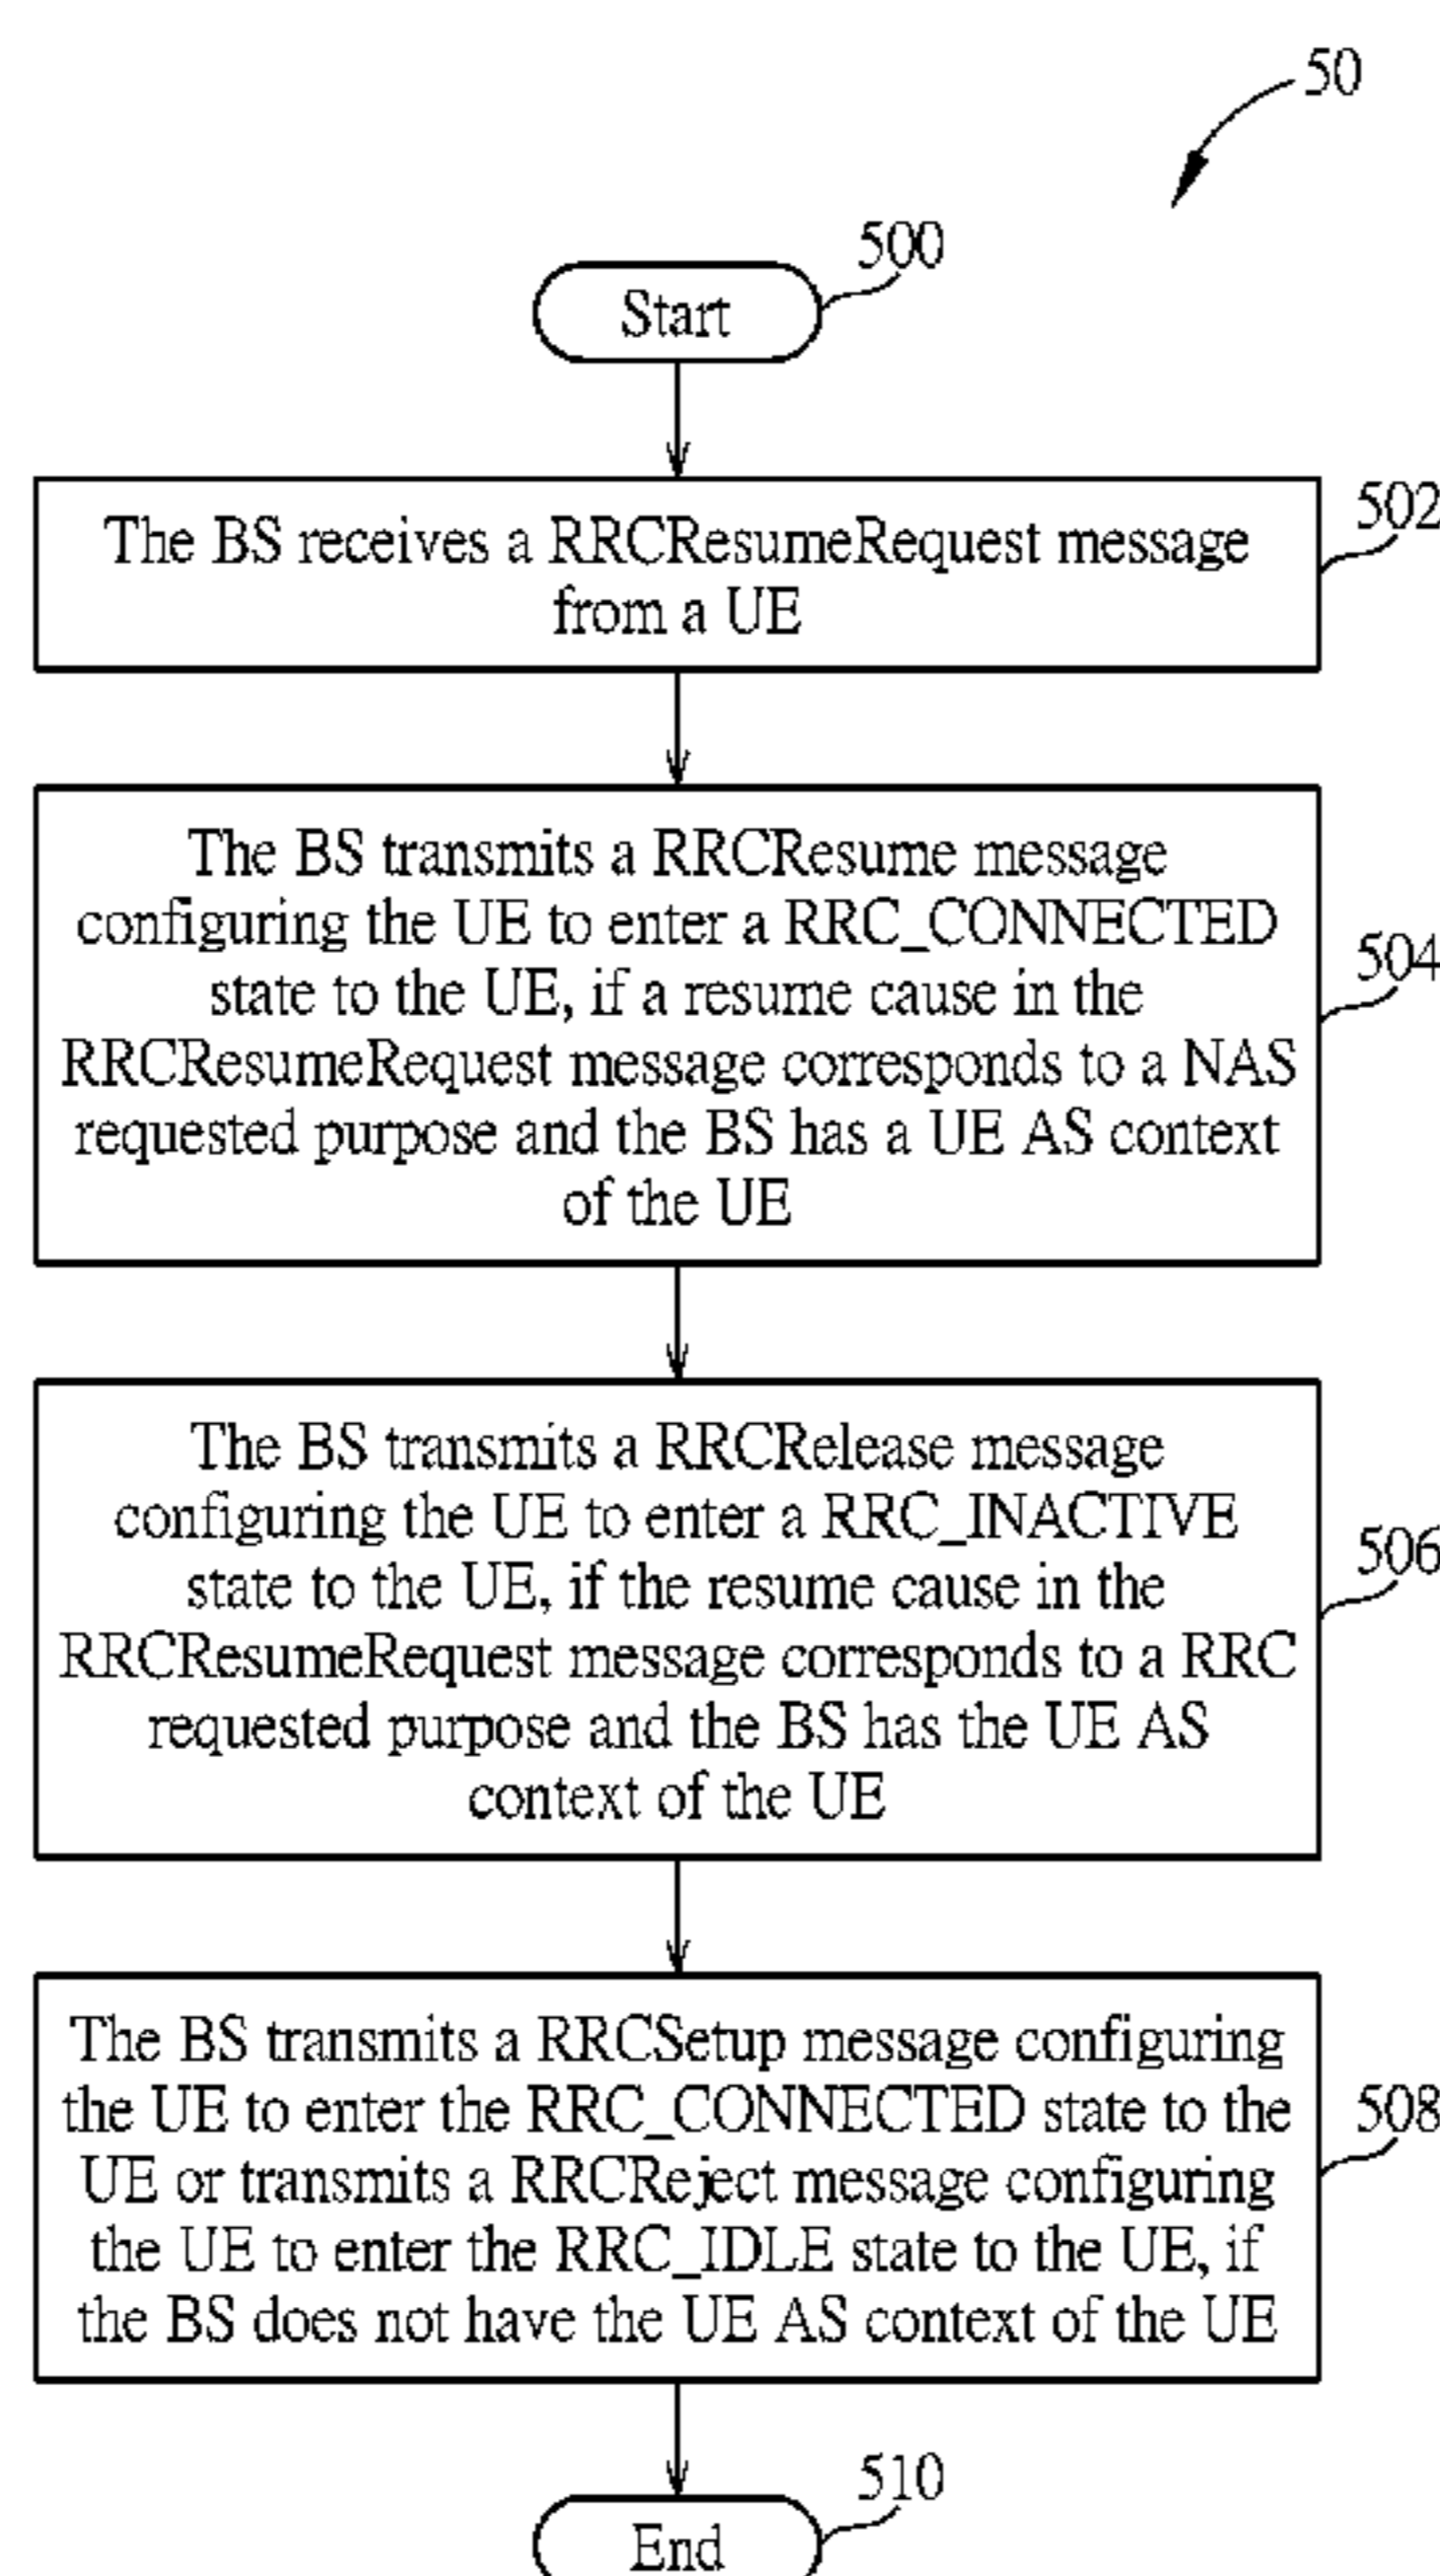 50
500
Start
502
The BS receives a RRCResumeRequest message
from a UE
The BS transmits a RRCResume message
configuring the UE to enter a RRC_CONNECTED
state to the UE, if a resume cause in the
RRCResumeRequest message corresponds to a NAS
requested purpose and the BS has a UE AS context
of the UE
504
The BS transmits a RRCRelease message
configuring the UE to enter a RRC_INACTIVE
state to the UE, if the resume cause in the
RRCResumeRequest message corresponds to a RRC
requested purpose and the BS has the UE AS
context of the UE
506
The BS transmits a RRCSetup message configuring
the UE to enter the RRC_CONNECTED state to the
UE or transmits a RRCReject message configuring
the UE to enter the RRC_IDLE state to the UE, if
the BS does not have the UE AS context of the UE
508
510
End